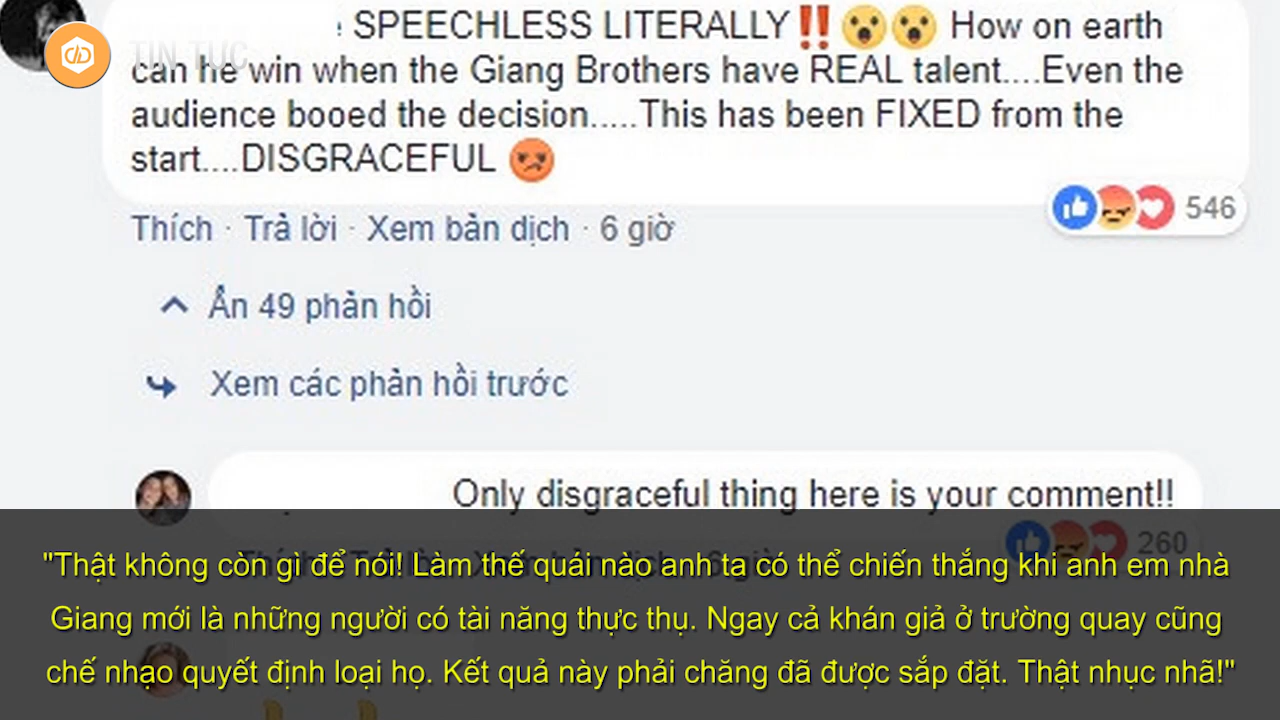 SPEECHLESS LITERALLY‼😮😮 How on earth
TIN TỨC
can he win when the Giang Brothers have REAL talent....Even the
audience booed the decision.....This has been FIXED from the
start....DISGRACEFUL 😡
546
Thích · Trả lời · Xem bản dịch · 6 giờ
Ẩn 49 phản hồi
Xem các phản hồi trước
Only disgraceful thing here is your comment!!
260
"Thật không còn gì để nói! Làm thế quái nào anh ta có thể chiến thắng khi anh em nhà
Giang mới là những người có tài năng thực thụ. Ngay cả khán giả ở trường quay cũng
chế nhạo quyết định loại họ. Kết quả này phải chăng đã được sắp đặt. Thật nhục nhã!"